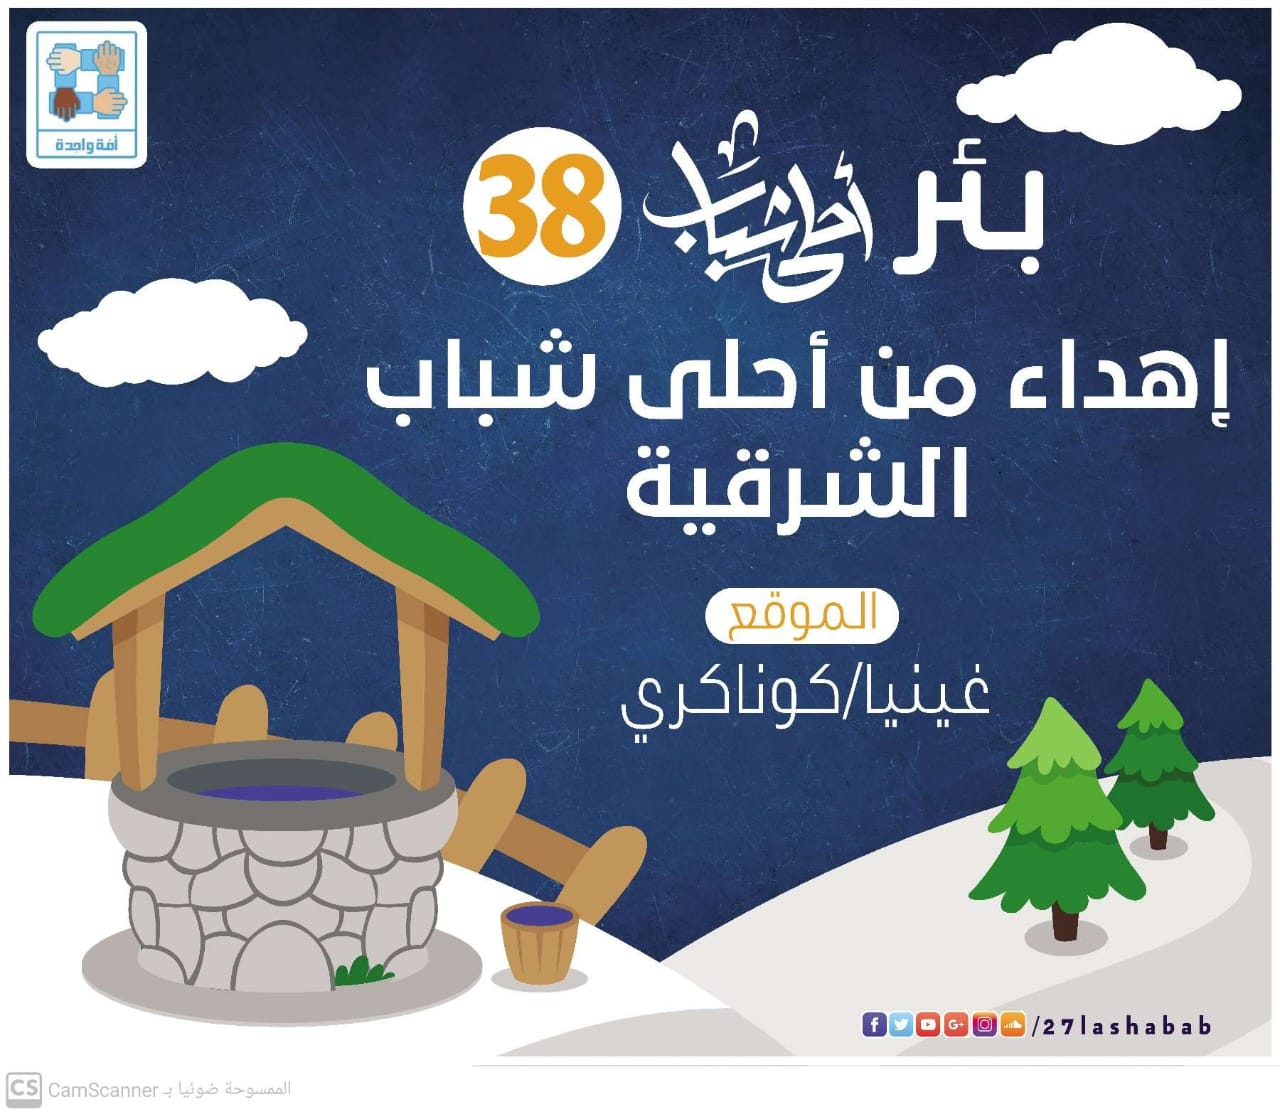 أمة واحدة
بئر أحلى شباب 38
إهداء من أحلى شباب
الشرقية
الموقع
غينيا/كوناكري
/27lashabab
CS CamScanner الممسوحة ضوئيا بـ